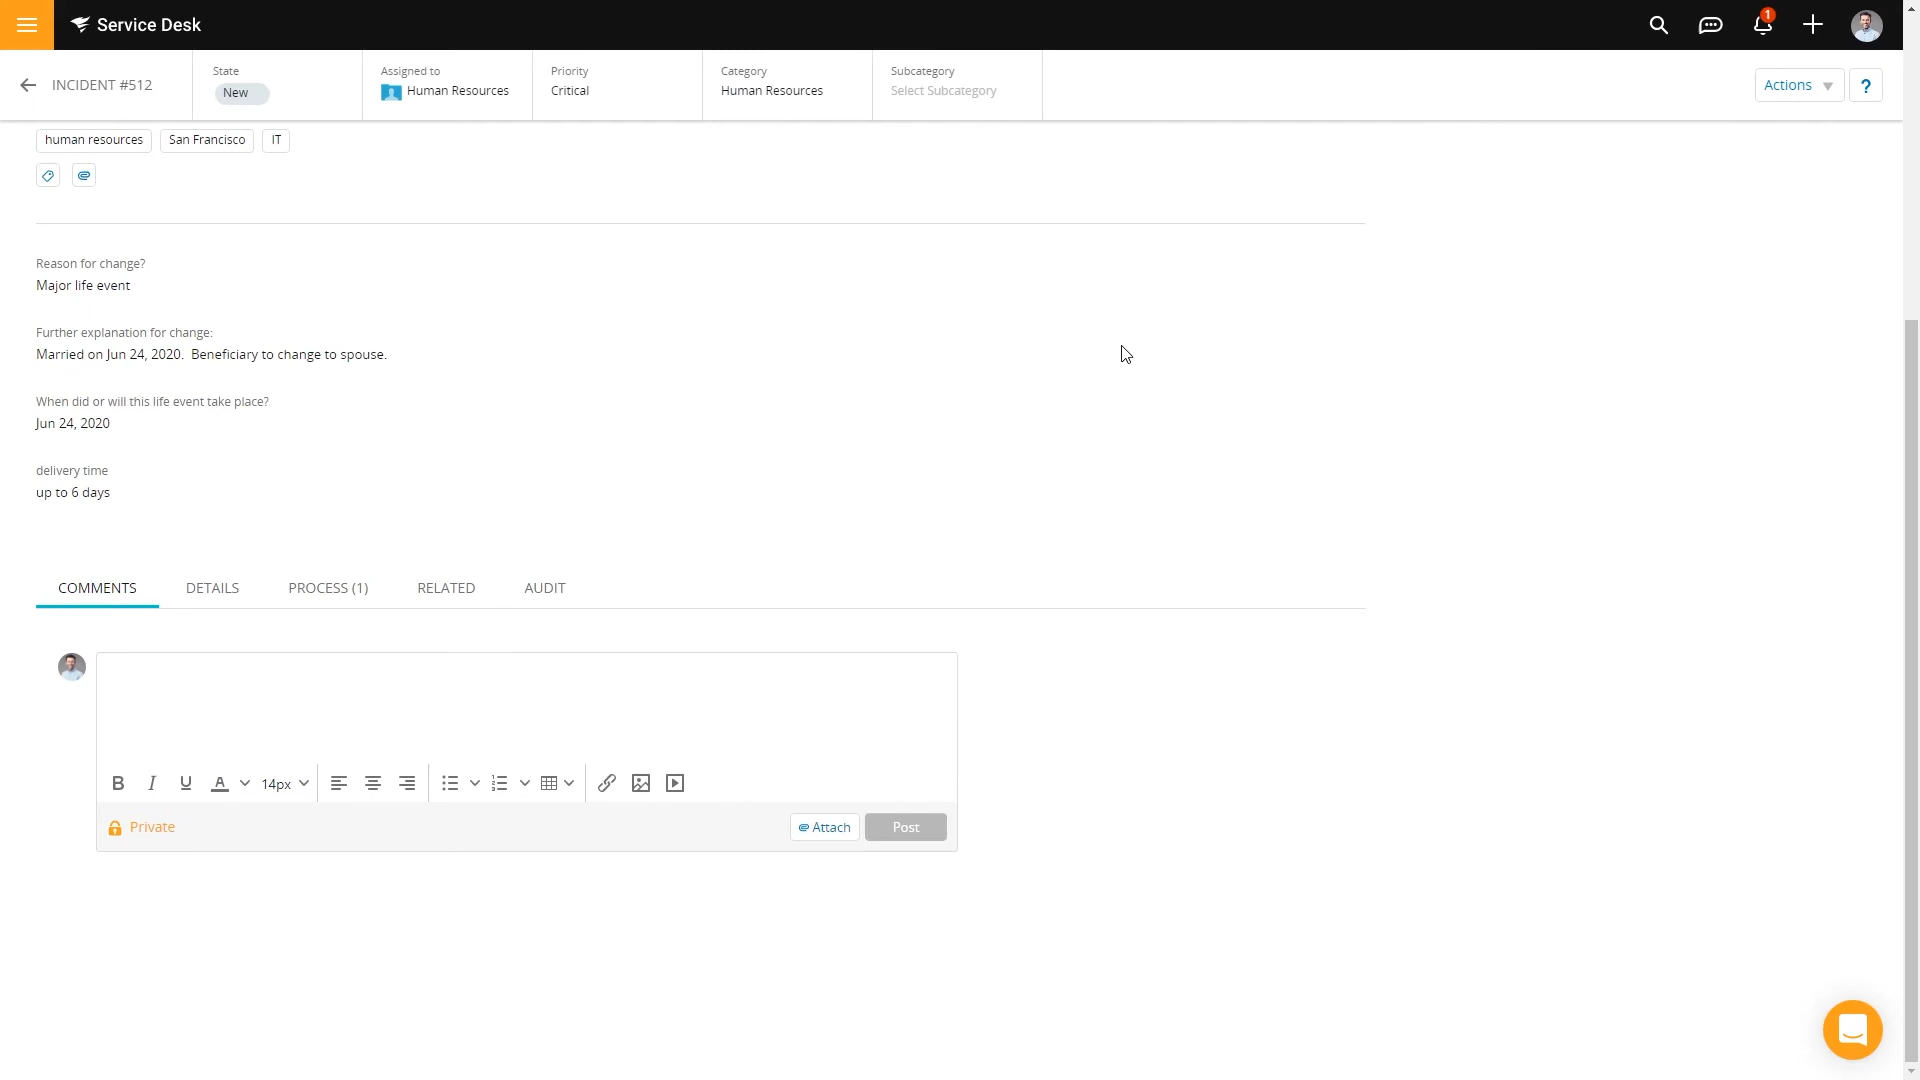 Service Desk
1
INCIDENT #512
State
New
Assigned to
Human Resources
Priority
Critical
Category
Human Resources
Subcategory
Select Subcategory
Actions
?
human resources
San Francisco
IT
Reason for change?
Major life event
Further explanation for change:
Married on Jun 24, 2020.  Beneficiary to change to spouse.
When did or will this life event take place?
Jun 24, 2020
delivery time
up to 6 days
COMMENTS
DETAILS
PROCESS (1)
RELATED
AUDIT
B I U A 14px
Private
Attach
Post